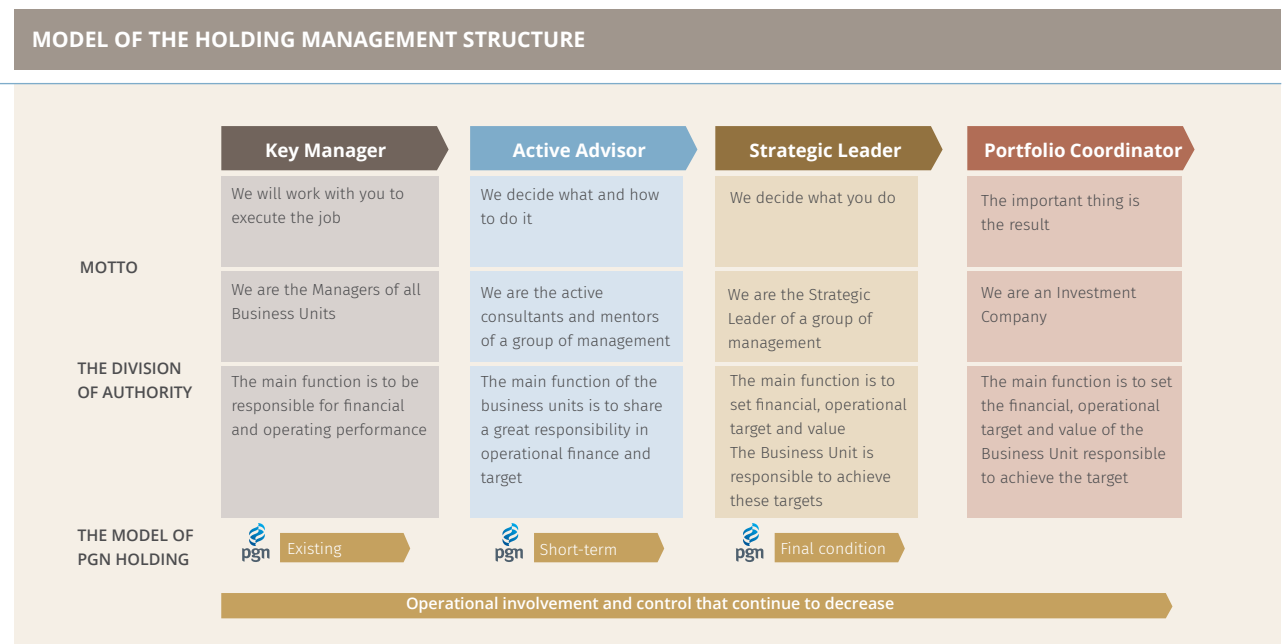 MODEL OF THE HOLDING MANAGEMENT STRUCTURE
Key Manager
Active Advisor
Strategic Leader
Portfolio Coordinator
MOTTO
We will work with you to
execute the job
We decide what and how
to do it
We decide what you do
The important thing is
the result
We are the Managers of all
Business Units
We are the active
consultants and mentors
of a group of management
We are the Strategic
Leader of a group of
management
We are an Investment
Company
THE DIVISION
OF AUTHORITY
The main function is to be
responsible for financial
and operating performance
The main function of the
business units is to share
a great responsibility in
operational finance and
target
The main function is to
set financial, operational
target and value
The Business Unit is
responsible to achieve
these targets
The main function is to set
the financial, operational
target and value of the
Business Unit responsible
to achieve the target
THE MODEL OF
PGN HOLDING
pgn
Existing
pgn
Short-term
pgn
Final condition
Operational involvement and control that continue to decrease